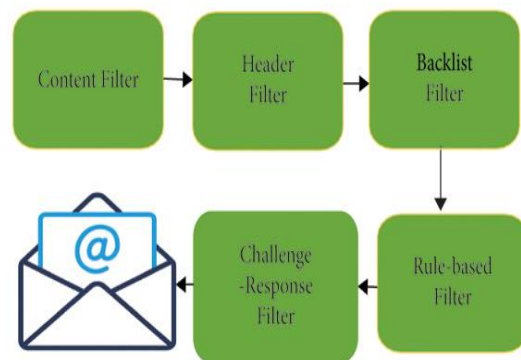 Content Filter
Header
Filter
Backlist
Filter
Rule-based
Filter
Challenge
-Response
Filter
@